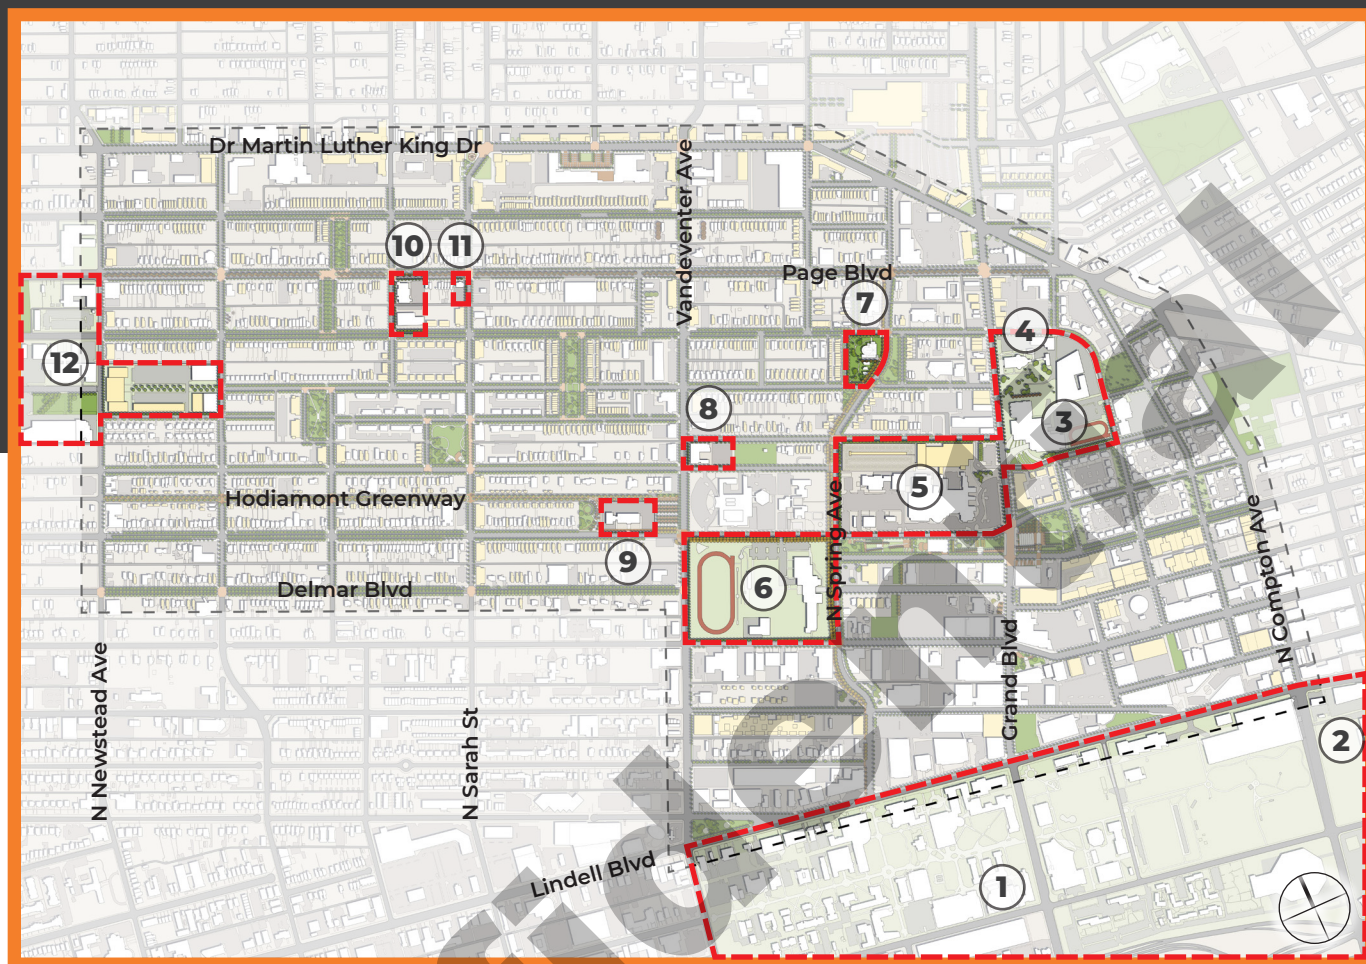 Dr Martin Luther King Dr
Vandeventer Ave
10
11
Page Blvd
7
4
12
8
3
5
Hodiamont Greenway
N Spring Ave
9
6
Delmar Blvd
N Compton Ave
N Newstead Ave
N Sarah St
Grand Blvd
2
Lindell Blvd
1